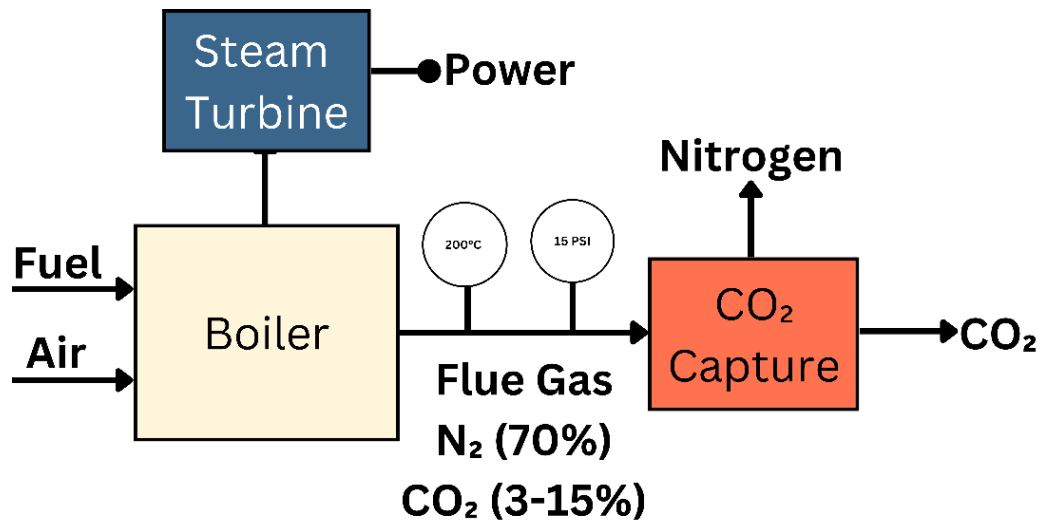 Steam
Turbine
Power
Nitrogen
Fuel
Air
Boiler
200°C
15 PSI
CO₂
Capture
CO₂
Flue Gas
N₂ (70%)
CO₂ (3-15%)